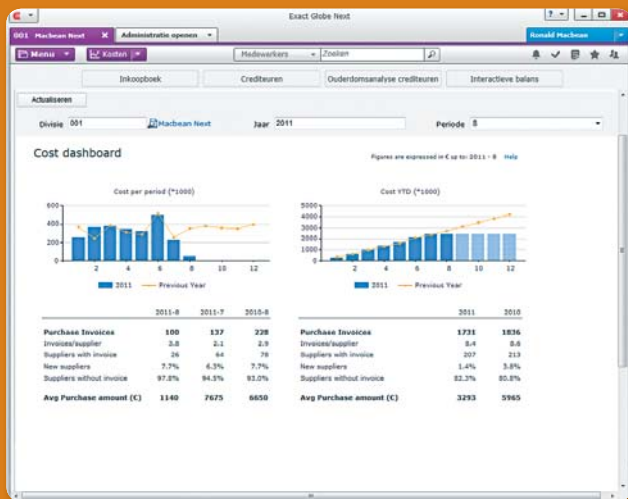 Exact Globe Next
001 Macbean Next X Administratie openen
Ronald Macbean
Menu Kosten Medewerkers Zoeken
Inkoopboek Crediteuren Ouderdomsanalyse crediteuren Interactieve balans
Actualiseren
Divisie 001 Macbean Next Jaar 2011 Periode 8
Cost dashboard
Figures are expressed in € up to: 2011 - 8 Help
Cost per period (*1000)
600
400
200
0
2 4 6 8 10 12
2011 Previous Year
Cost YTD (*1000)
5000
4000
3000
2000
1000
0
2 4 6 8 10 12
2011 Previous Year
2011-8 2011-7 2010-8
Purchase Invoices 100 137 228
Invoices/supplier 3.8 2.1 2.9
Suppliers with invoice 26 64 78
New suppliers 7.7% 6.3% 7.7%
Suppliers without invoice 97.8% 94.5% 93.0%
Avg Purchase amount (€) 1140 7675 6650
2011 2010
Purchase Invoices 1731 1836
Invoices/supplier 8.4 8.6
Suppliers with invoice 207 213
New suppliers 1.4% 3.8%
Suppliers without invoice 82.3% 80.8%
Avg Purchase amount (€) 3293 5965